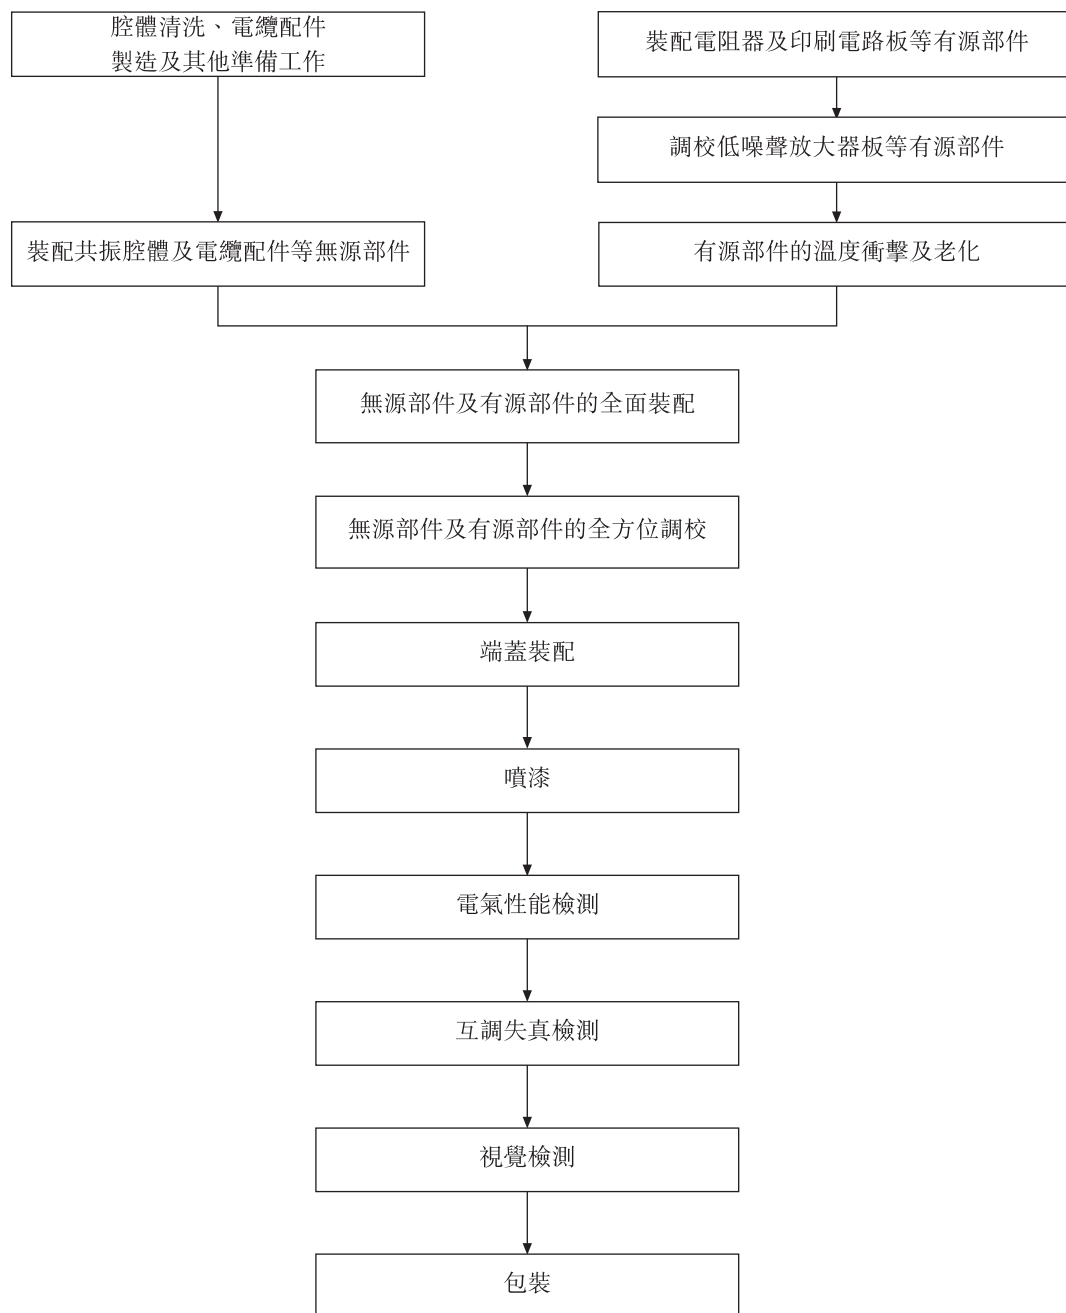 腔體清洗、電纜配件
製造及其他準備工作
裝配共振腔體及電纜配件等無源部件
裝配電阻器及印刷電路板等有源部件
調校低噪聲放大器板等有源部件
有源部件的溫度衝擊及老化
無源部件及有源部件的全面裝配
無源部件及有源部件的全方位調校
端蓋裝配
噴漆
電氣性能檢測
互調失真檢測
視覺檢測
包裝